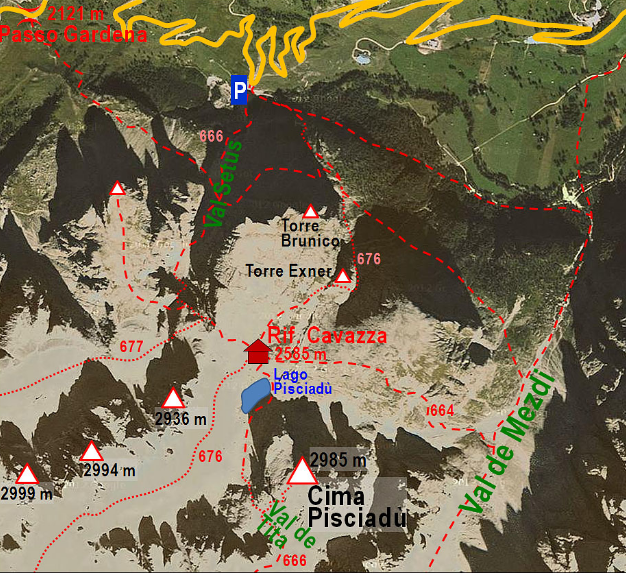 2121 m
Passo Gardena
P
666
Val Setus
Torre
Brunico
676
Torre Exner
Rif. Cavazza
2585 m
677
Lago
Pisciadù
2936 m
664
Val de Mezdì
676
2994 m
2985 m
2999 m
Cima
Pisciadù
Val de
Tita
666